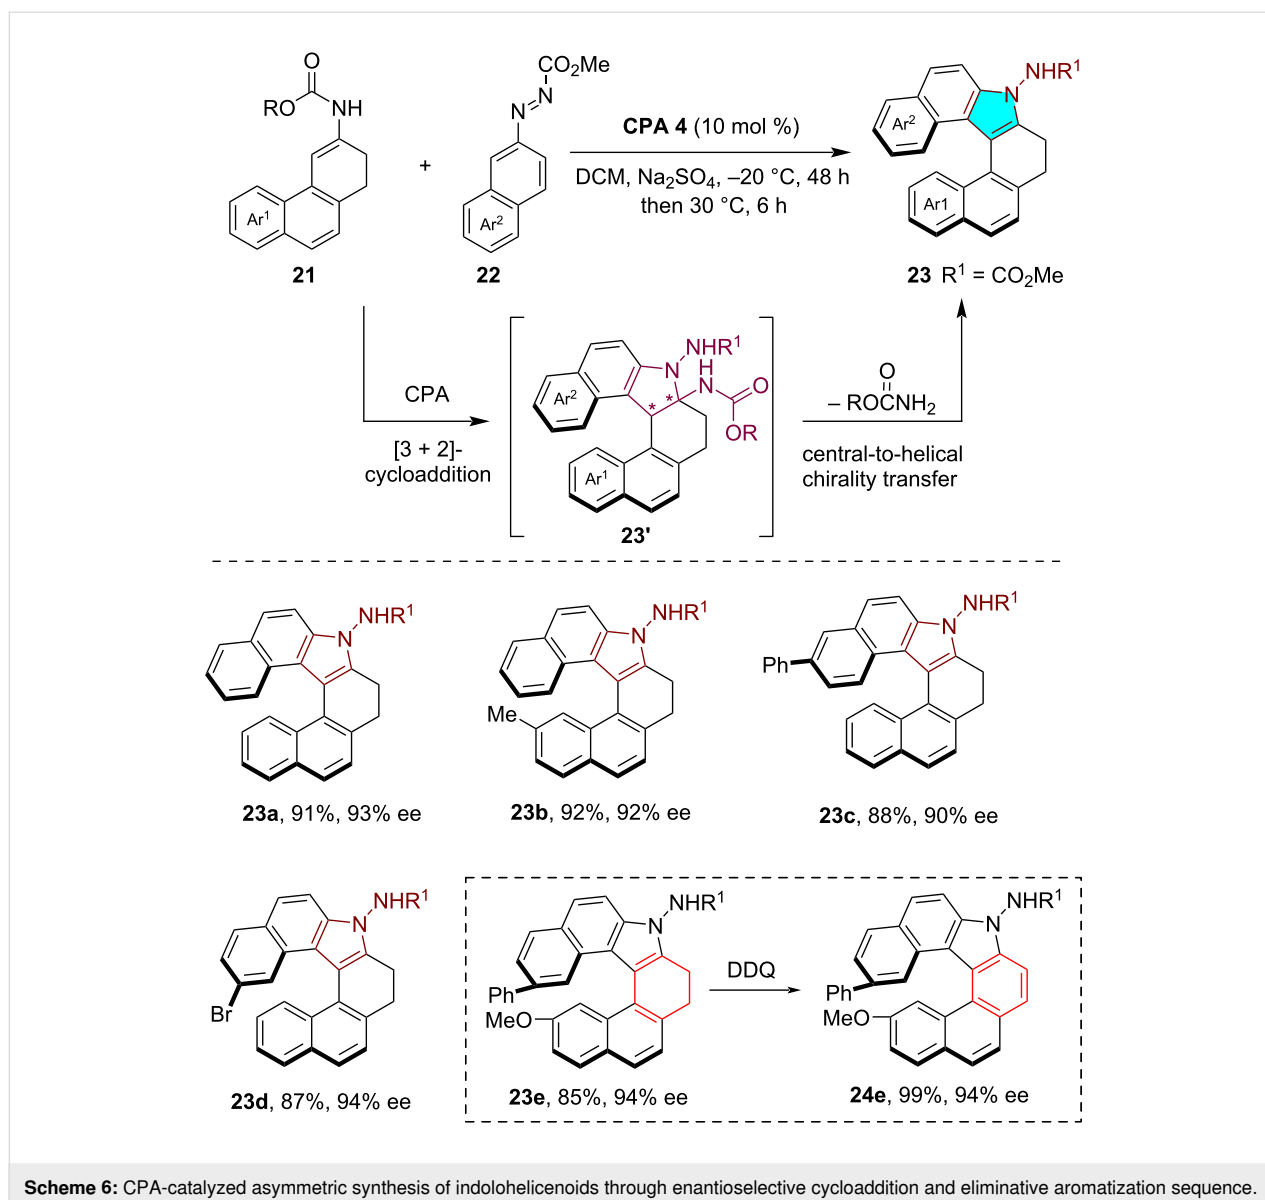 O
RO
NH
Ar¹
21
+
CO₂Me
N
N
Ar²
22
CPA 4 (10 mol %)
DCM, Na₂SO₄, –20 °C, 48 h
then 30 °C, 6 h
NHR¹
N
Ar²
Ar1
23 R¹ = CO₂Me
CPA
[3 + 2]-
cycloaddition
NHR¹
N
H
N
O
OR
Ar²
* *
Ar¹
23'
O
– ROCNH₂
central-to-helical
chirality transfer
NHR¹
N
23a, 91%, 93% ee
NHR¹
N
Me
23b, 92%, 92% ee
NHR¹
N
Ph
23c, 88%, 90% ee
NHR¹
N
Br
23d, 87%, 94% ee
NHR¹
N
Ph
MeO
23e, 85%, 94% ee
DDQ
NHR¹
N
Ph
MeO
24e, 99%, 94% ee
Scheme 6: CPA-catalyzed asymmetric synthesis of indolohelicenoids through enantioselective cycloaddition and eliminative aromatization sequence.